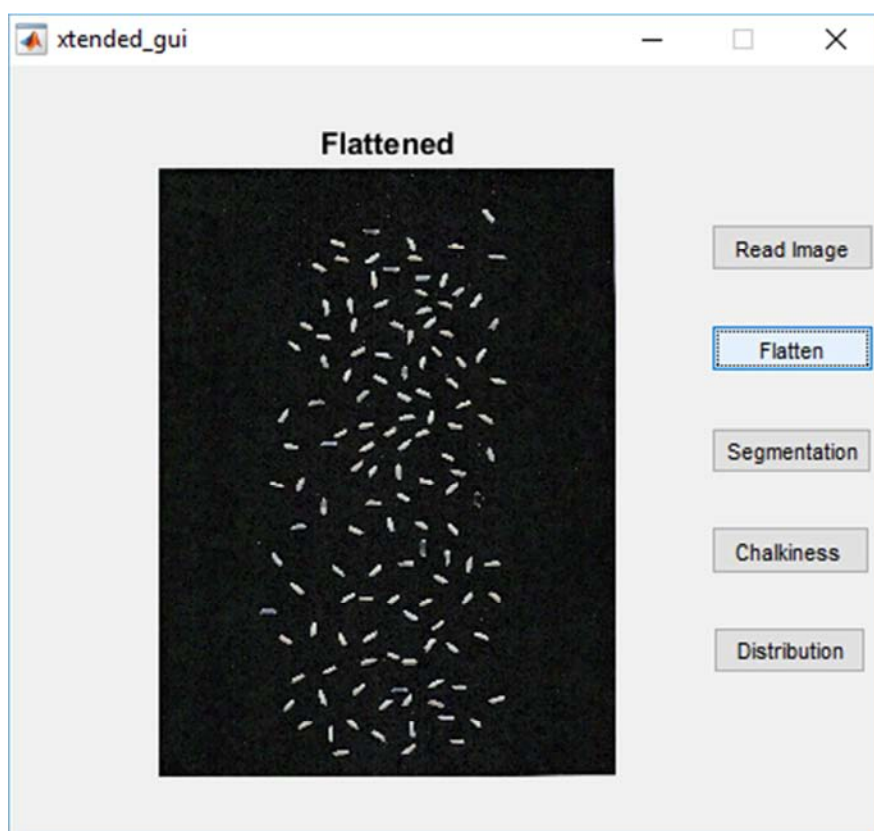 xtended_gui
Flattened
Read Image
Flatten
Segmentation
Chalkiness
Distribution